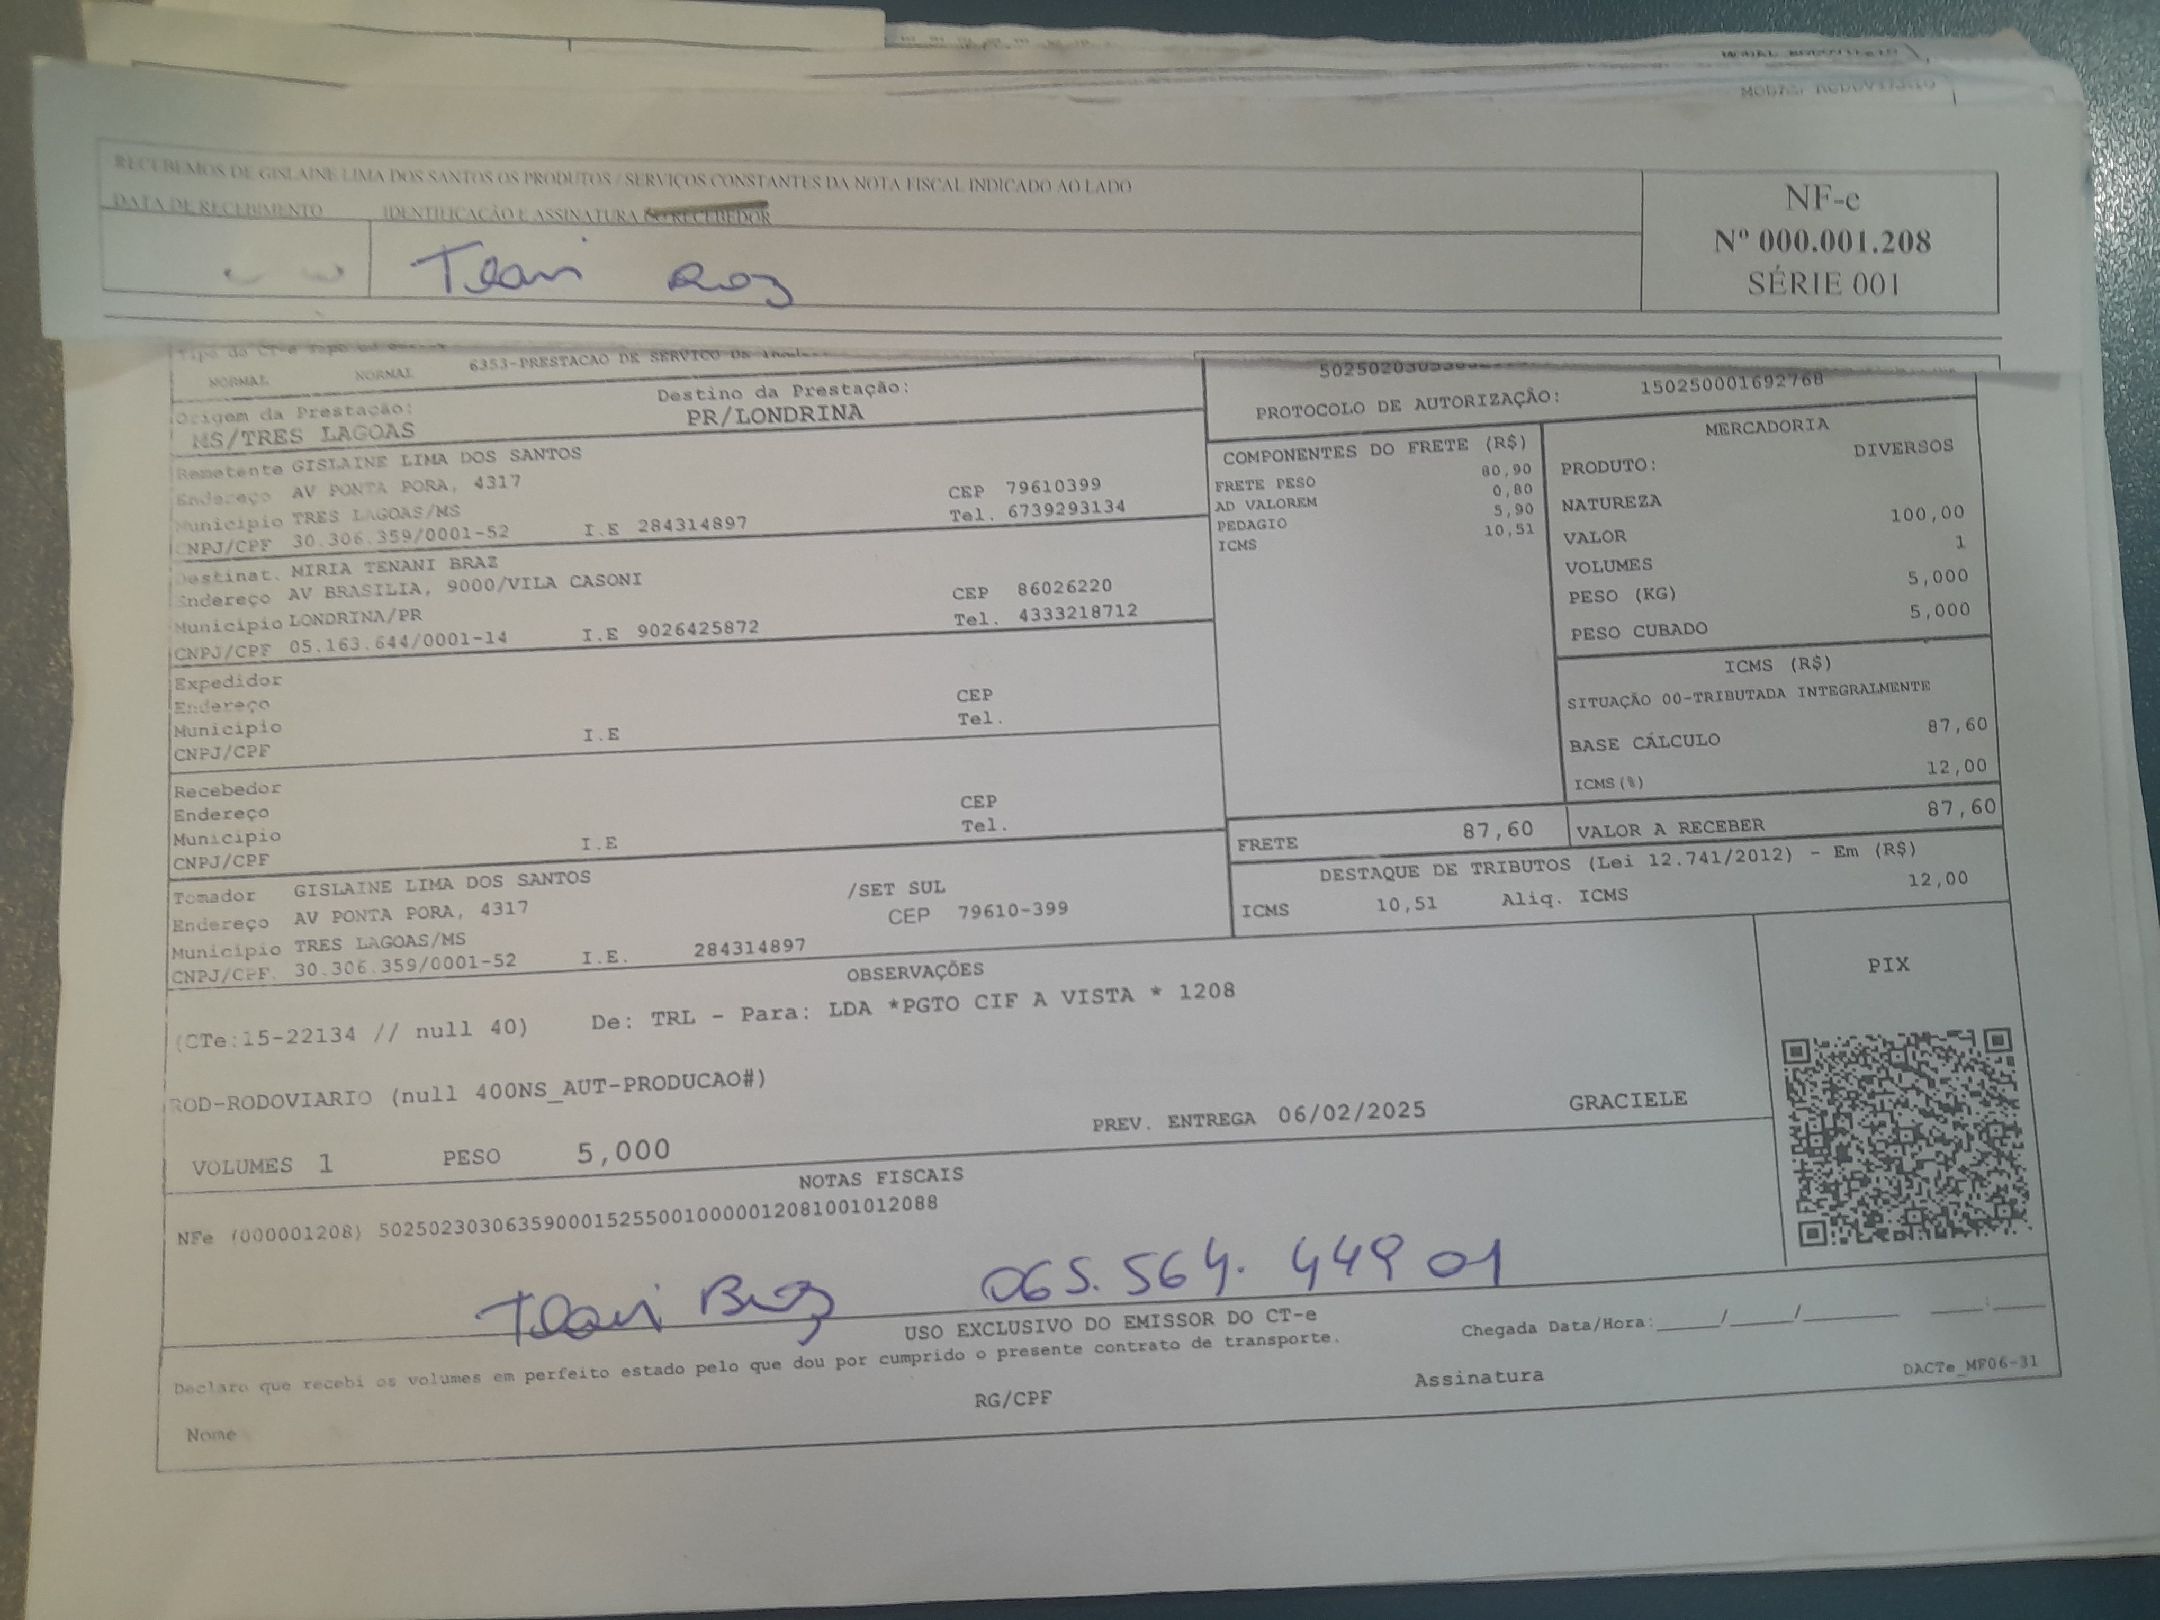 RECEBEMOS DE GISLAINE LIMA DOS SANTOS OS PRODUTOS / SERVIÇOS CONSTANTES DA NOTA FISCAL INDICADO AO LADO
DATA DE RECEBIMENTO IDENTIFICAÇÃO E ASSINATURA DO RECEBEDOR
NF-e
Nº 000.001.208
SÉRIE 001
NORMAL NORMAL 6353-PRESTACAO DE SERVICO
Origem da Prestação: Destino da Prestação:
MS/TRES LAGOAS PR/LONDRINA
PROTOCOLO DE AUTORIZAÇÃO: 150250001692768
Remetente GISLAINE LIMA DOS SANTOS
Endereço AV PONTA PORA, 4317 CEP 79610399
Município TRES LAGOAS/MS Tel. 6739293134
CNPJ/CPF 30.306.359/0001-52 I.E 284314897
Destinat. MIRIA TENANI BRAZ
Endereço AV BRASILIA, 9000/VILA CASONI CEP 86026220
Município LONDRINA/PR Tel. 4333218712
CNPJ/CPF 05.163.644/0001-14 I.E 9026425872
Expedidor
Endereço CEP
Município Tel.
CNPJ/CPF I.E
Recebedor
Endereço CEP
Município Tel.
CNPJ/CPF I.E
Tomador GISLAINE LIMA DOS SANTOS /SET SUL
Endereço AV PONTA PORA, 4317 CEP 79610-399
Município TRES LAGOAS/MS
CNPJ/CPF. 30.306.359/0001-52 I.E. 284314897
COMPONENTES DO FRETE (R$)
FRETE PESO 80,90
AD VALOREM 0,80
PEDAGIO 5,90
ICMS 10,51
MERCADORIA
PRODUTO: DIVERSOS
NATUREZA
VALOR 100,00
VOLUMES 1
PESO (KG) 5,000
PESO CUBADO 5,000
ICMS (R$)
SITUAÇÃO 00-TRIBUTADA INTEGRALMENTE
BASE CÁLCULO 87,60
ICMS(%) 12,00
FRETE 87,60 VALOR A RECEBER 87,60
DESTAQUE DE TRIBUTOS (Lei 12.741/2012) - Em (R$)
ICMS 10,51 Aliq. ICMS 12,00
OBSERVAÇÕES
(CTe:15-22134 // null 40) De: TRL - Para: LDA *PGTO CIF A VISTA * 1208
ROD-RODOVIARIO (null 400NS_AUT-PRODUCAO#)
PREV. ENTREGA 06/02/2025 GRACIELE
VOLUMES 1 PESO 5,000
PIX
NOTAS FISCAIS
NFe (000001208) 50250230306359000152550010000012081001012088
065.564.449 01
USO EXCLUSIVO DO EMISSOR DO CT-e
Declaro que recebi os volumes em perfeito estado pelo que dou por cumprido o presente contrato de transporte.
Chegada Data/Hora:_____/_____/________ ____:____
Nome RG/CPF Assinatura
DACTe_MF06-31